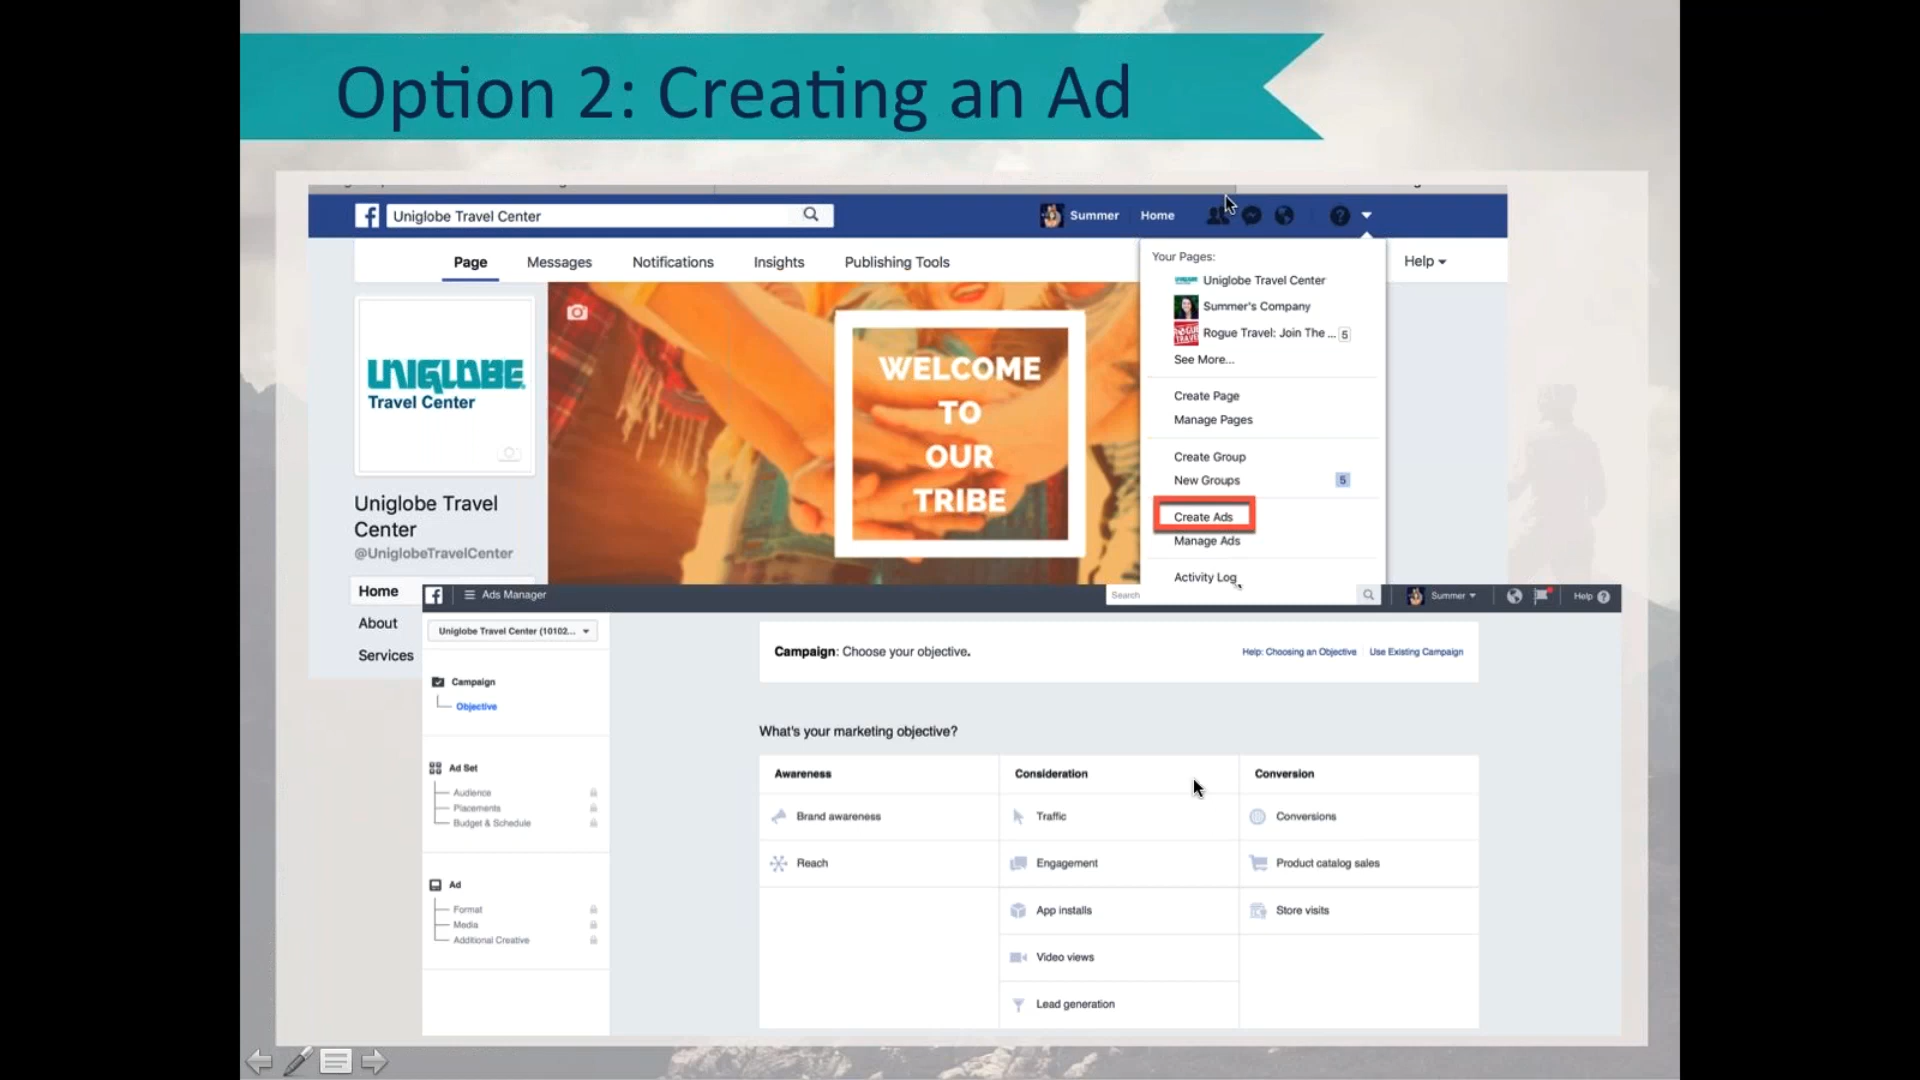 Option 2: Creating an Ad
Uniglobe Travel Center
Summer
Home
Page
Messages
Notifications
Insights
Publishing Tools
Help
Your Pages:
Uniglobe Travel Center
Summer's Company
Rogue Travel: Join The ... 5
See More...
Create Page
Manage Pages
Create Group
New Groups 5
Create Ads
Manage Ads
Activity Log
UNIGLOBE
Travel Center
WELCOME
TO
OUR
TRIBE
Uniglobe Travel
Center
@UniglobeTravelCenter
Home
About
Services
Ads Manager
Search
Summer
Help
Uniglobe Travel Center (10102...
Campaign
Objective
Ad Set
Audience
Placements
Budget & Schedule
Ad
Format
Media
Additional Creative
Campaign: Choose your objective.
Help: Choosing an Objective
Use Existing Campaign
What's your marketing objective?
Awareness
Consideration
Conversion
Brand awareness
Traffic
Conversions
Reach
Engagement
Product catalog sales
App installs
Store visits
Video views
Lead generation